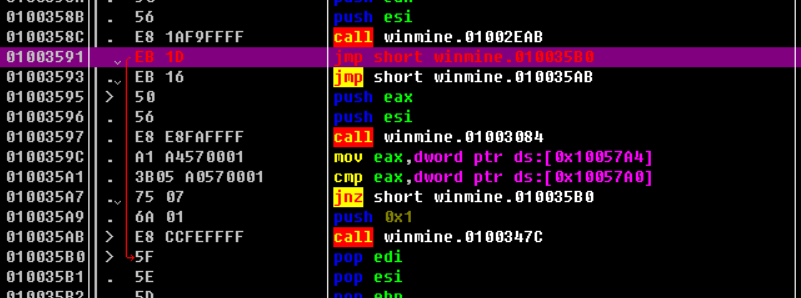 0100358B . 56 push esi
0100358C . E8 1AF9FFFF call winmine.01002EAB
01003591 EB 1D jmp short winmine.010035B0
01003593 . EB 16 jmp short winmine.010035AB
01003595 > 50 push eax
01003596 . 56 push esi
01003597 . E8 E8FAFFFF call winmine.01003084
0100359C . A1 A4570001 mov eax,dword ptr ds:[0x10057A4]
010035A1 . 3B05 A0570001 cmp eax,dword ptr ds:[0x10057A0]
010035A7 . 75 07 jnz short winmine.010035B0
010035A9 . 6A 01 push 0x1
010035AB > E8 CCFEFFFF call winmine.0100347C
010035B0 > 5F pop edi
010035B1 . 5E pop esi
010035B2 . 5D pop ebp